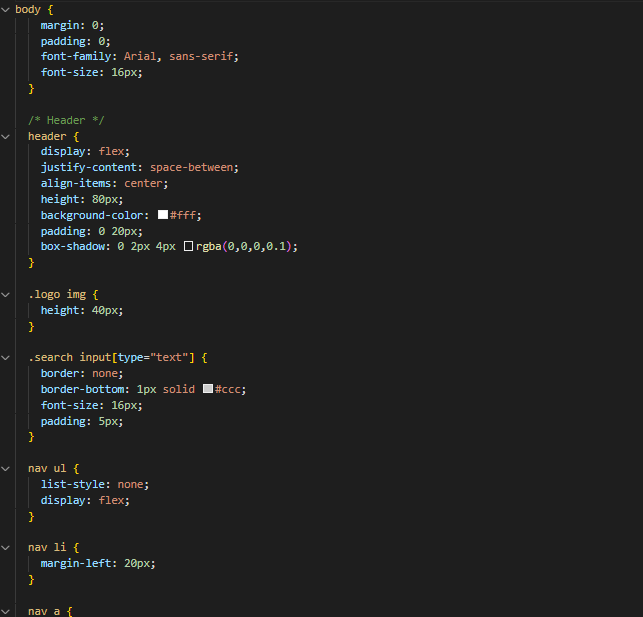 body {
margin: 0;
padding: 0;
font-family: Arial, sans-serif;
font-size: 16px;
}
/* Header */
header {
display: flex;
justify-content: space-between;
align-items: center;
height: 80px;
background-color: #fff;
padding: 0 20px;
box-shadow: 0 2px 4px rgba(0,0,0,0.1);
}
.logo img {
height: 40px;
}
.search input[type="text"] {
border: none;
border-bottom: 1px solid #ccc;
font-size: 16px;
padding: 5px;
}
nav ul {
list-style: none;
display: flex;
}
nav li {
margin-left: 20px;
}
nav a {